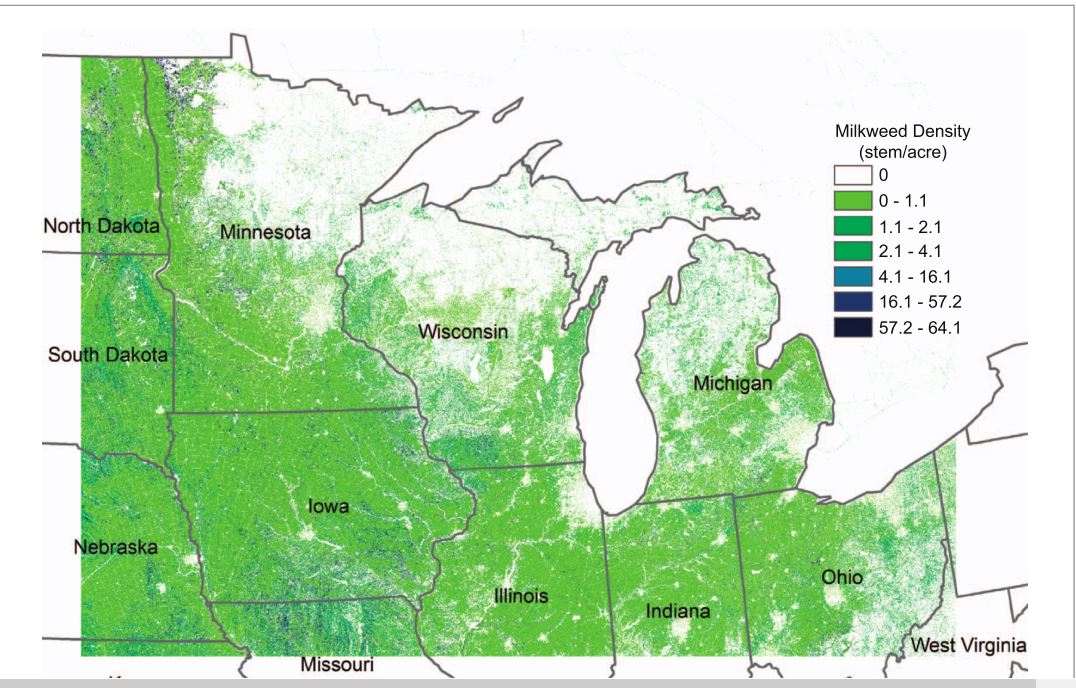 Milkweed Density
(stem/acre)
0
0 - 1.1
1.1 - 2.1
2.1 - 4.1
4.1 - 16.1
16.1 - 57.2
57.2 - 64.1
North Dakota
Minnesota
Wisconsin
South Dakota
Michigan
Iowa
Nebraska
Illinois
Indiana
Ohio
West Virginia
Missouri